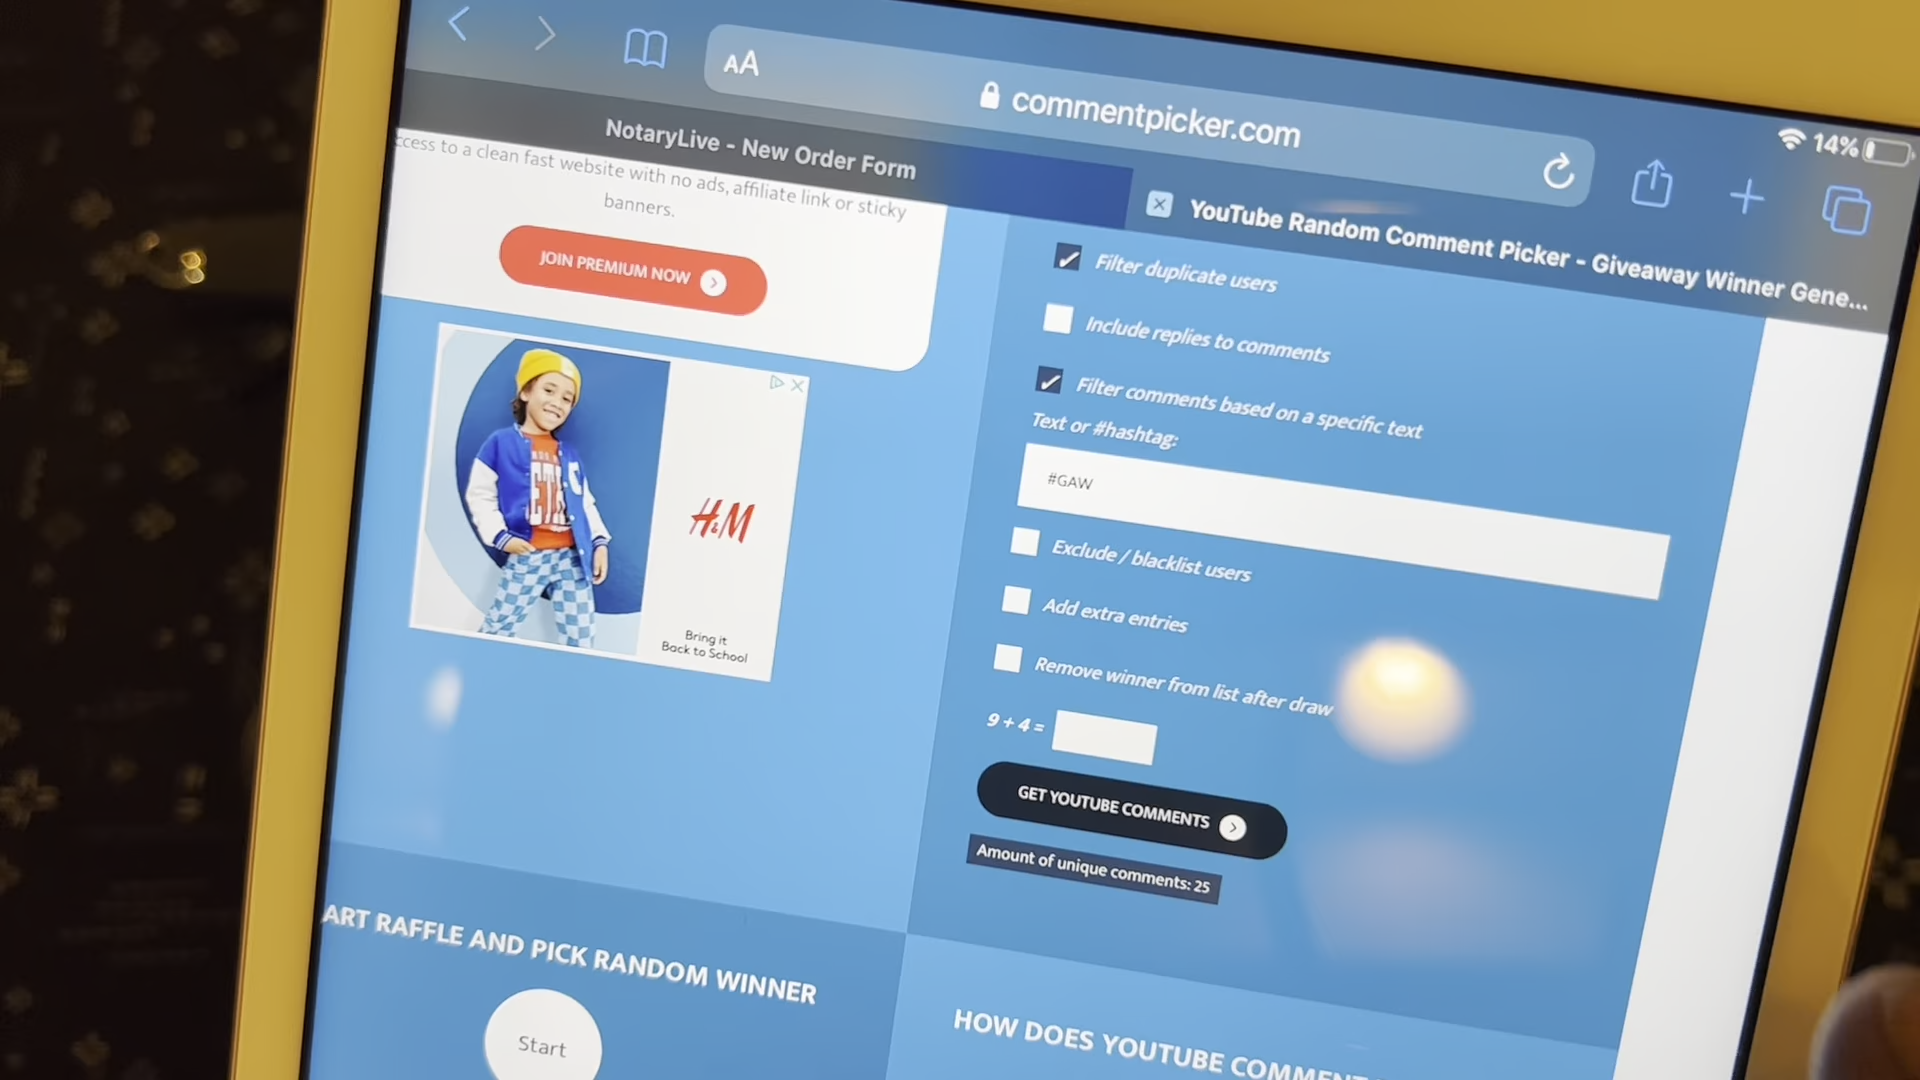 AA
commentpicker.com
14%
NotaryLive - New Order Form
YouTube Random Comment Picker - Giveaway Winner Gene...
ccess to a clean fast website with no ads, affiliate link or sticky
banners.
JOIN PREMIUM NOW
H&M
Bring it
Back to School
Filter duplicate users
Include replies to comments
Filter comments based on a specific text
Text or #hashtag:
#GAW
Exclude / blacklist users
Add extra entries
Remove winner from list after draw
9 + 4 =
GET YOUTUBE COMMENTS
Amount of unique comments: 25
ART RAFFLE AND PICK RANDOM WINNER
Start
HOW DOES YOUTUBE COMMENT